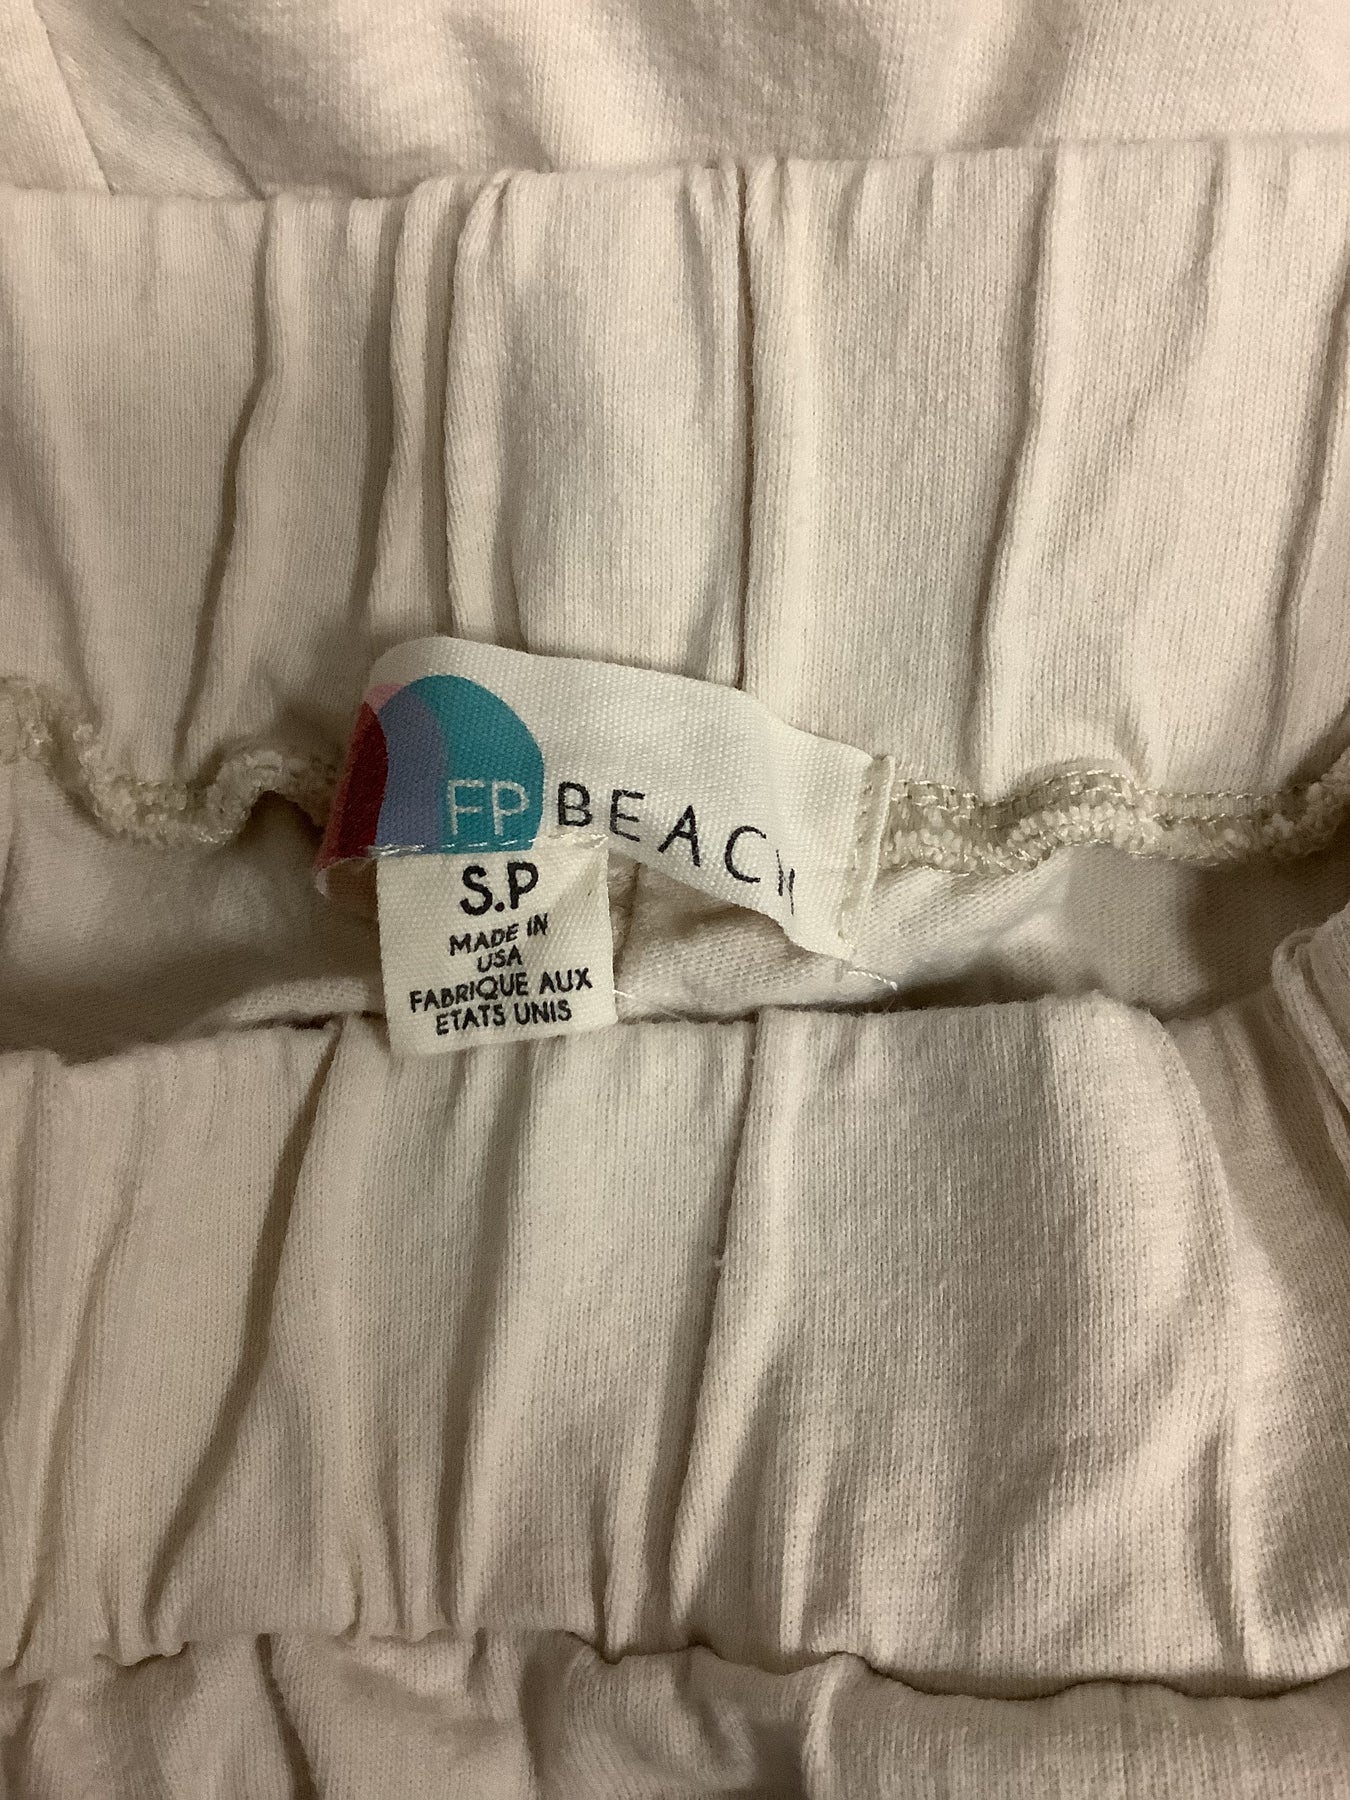 FP BEACH
S.P
MADE IN
USA
FABRIQUE AUX
ETATS UNIS